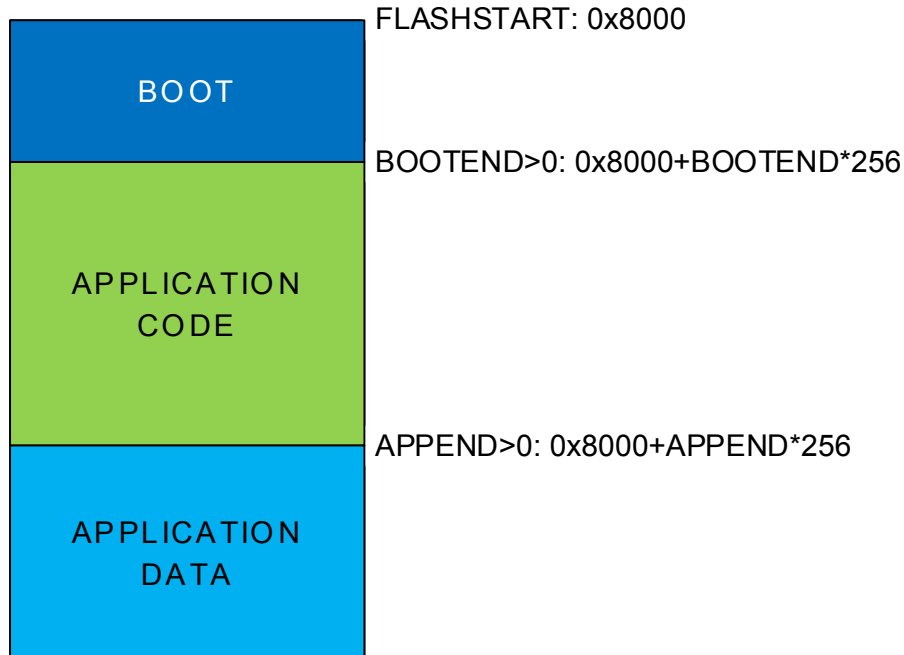 FLASHSTART: 0x8000
BOOT
BOOTEND>0: 0x8000+BOOTEND*256
APPLICATION
CODE
APPEND>0: 0x8000+APPEND*256
APPLICATION
DATA